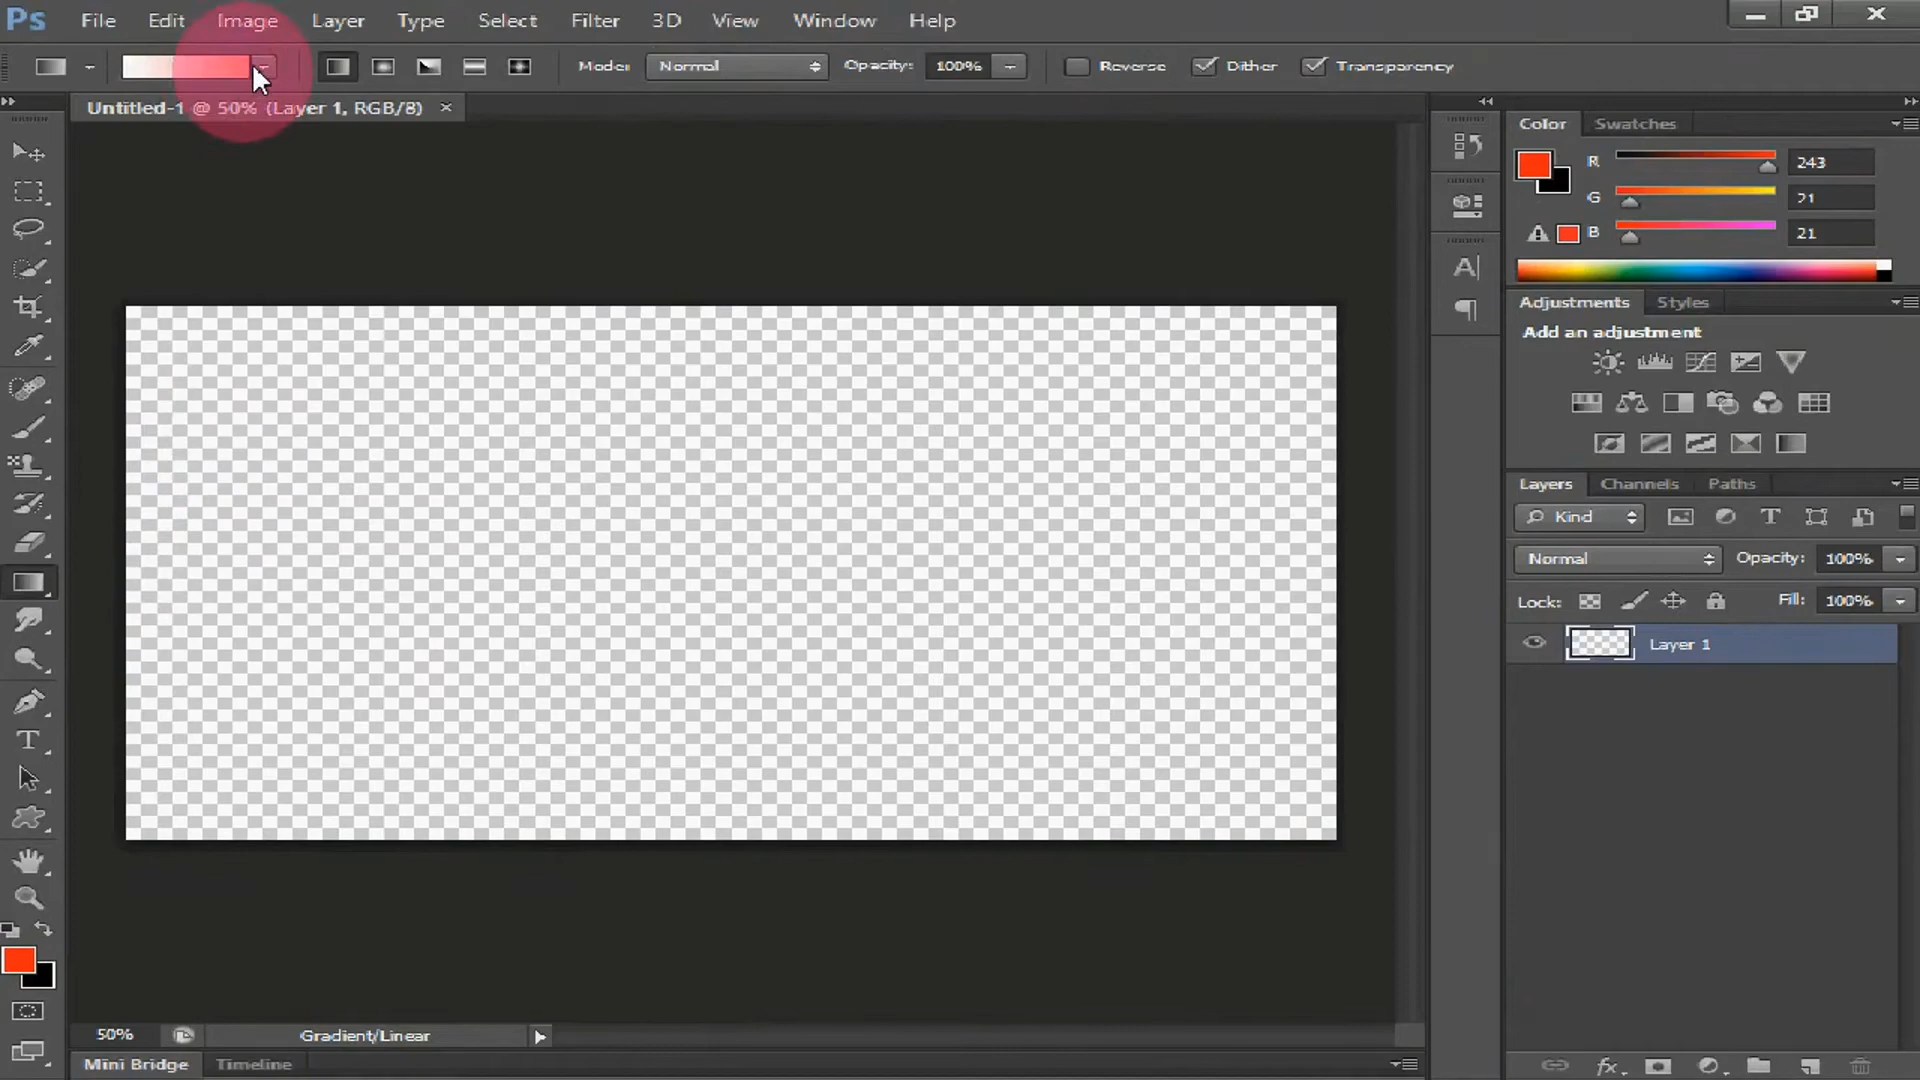 Ps File Edit Image Layer Type Select Filter 3D View Window Help
Mode: Normal Opacity: 100% Reverse Dither Transparency
Untitled-1 @ 50% (Layer 1, RGB/8) ×
Color Swatches
R 243
G 21
B 21
Adjustments Styles
Add an adjustment
Layers Channels Paths
Kind
Normal Opacity: 100%
Lock: Fill: 100%
Layer 1
50% Gradient/Linear
Mini Bridge Timeline